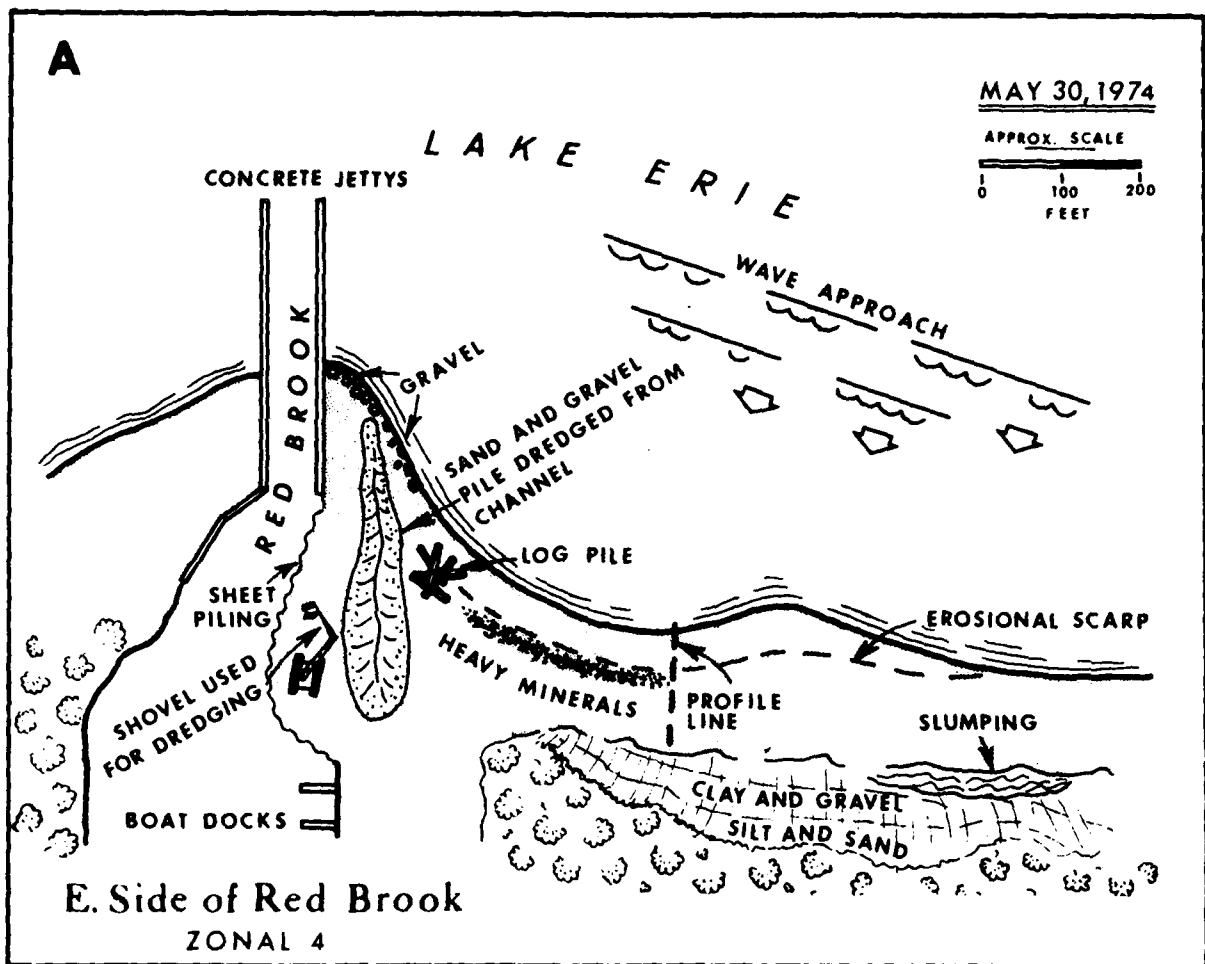 A
MAY 30, 1974
APPROX. SCALE
0 100 200
FEET
LAKE ERIE
CONCRETE JETTYS
WAVE APPROACH
RED BROOK
GRAVEL
SAND AND GRAVEL
PILE DREDGED FROM
CHANNEL
LOG PILE
SHEET
PILING
EROSIONAL SCARP
HEAVY MINERALS
SHOVEL USED
FOR DREDGING
PROFILE
LINE
SLUMPING
CLAY AND GRAVEL
SILT AND SAND
BOAT DOCKS
E. Side of Red Brook
ZONAL 4